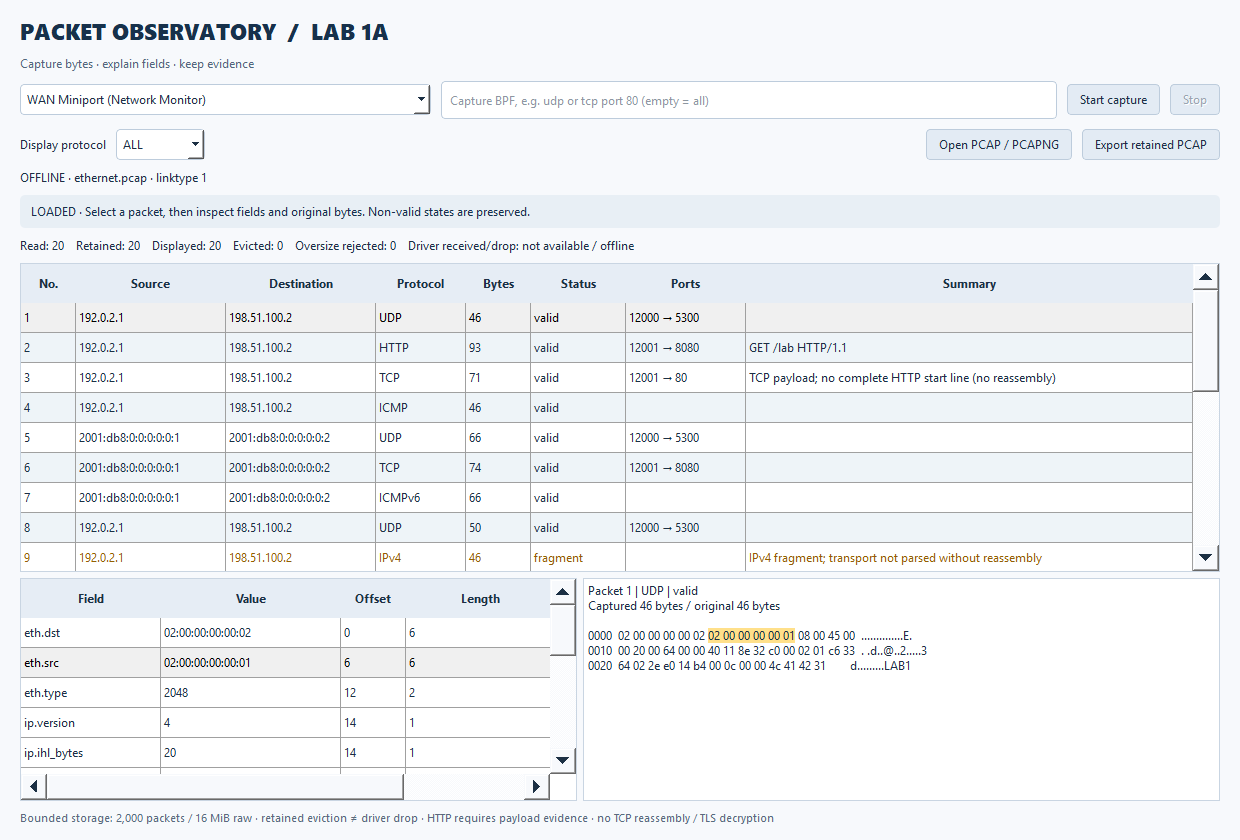 PACKET OBSERVATORY / LAB 1A
Capture bytes · explain fields · keep evidence
WAN Miniport (Network Monitor) Capture BPF, e.g. udp or tcp port 80 (empty = all) Start capture Stop
Display protocol ALL Open PCAP / PCAPNG Export retained PCAP
OFFLINE · ethernet.pcap · linktype 1
LOADED · Select a packet, then inspect fields and original bytes. Non-valid states are preserved.
Read: 20 Retained: 20 Displayed: 20 Evicted: 0 Oversize rejected: 0 Driver received/drop: not available / offline
No. Source Destination Protocol Bytes Status Ports Summary
1 192.0.2.1 198.51.100.2 UDP 46 valid 12000 → 5300
2 192.0.2.1 198.51.100.2 HTTP 93 valid 12001 → 8080 GET /lab HTTP/1.1
3 192.0.2.1 198.51.100.2 TCP 71 valid 12001 → 80 TCP payload; no complete HTTP start line (no reassembly)
4 192.0.2.1 198.51.100.2 ICMP 46 valid
5 2001:db8:0:0:0:0:0:1 2001:db8:0:0:0:0:0:2 UDP 66 valid 12000 → 5300
6 2001:db8:0:0:0:0:0:1 2001:db8:0:0:0:0:0:2 TCP 74 valid 12001 → 8080
7 2001:db8:0:0:0:0:0:1 2001:db8:0:0:0:0:0:2 ICMPv6 66 valid
8 192.0.2.1 198.51.100.2 UDP 50 valid 12000 → 5300
9 192.0.2.1 198.51.100.2 IPv4 46 fragment IPv4 fragment; transport not parsed without reassembly
Field Value Offset Length
eth.dst 02:00:00:00:00:02 0 6
eth.src 02:00:00:00:00:01 6 6
eth.type 2048 12 2
ip.version 4 14 1
ip.ihl_bytes 20 14 1
Packet 1 | UDP | valid
Captured 46 bytes / original 46 bytes
0000 02 00 00 00 00 02 02 00 00 00 00 01 08 00 45 00 ..............E.
0010 00 20 00 64 00 00 40 11 8e 32 c0 00 02 01 c6 33 . .d..@..2.....3
0020 64 02 2e e0 14 b4 00 0c 00 00 4c 41 42 31 d.........LAB1
Bounded storage: 2,000 packets / 16 MiB raw · retained eviction ≠ driver drop · HTTP requires payload evidence · no TCP reassembly / TLS decryption